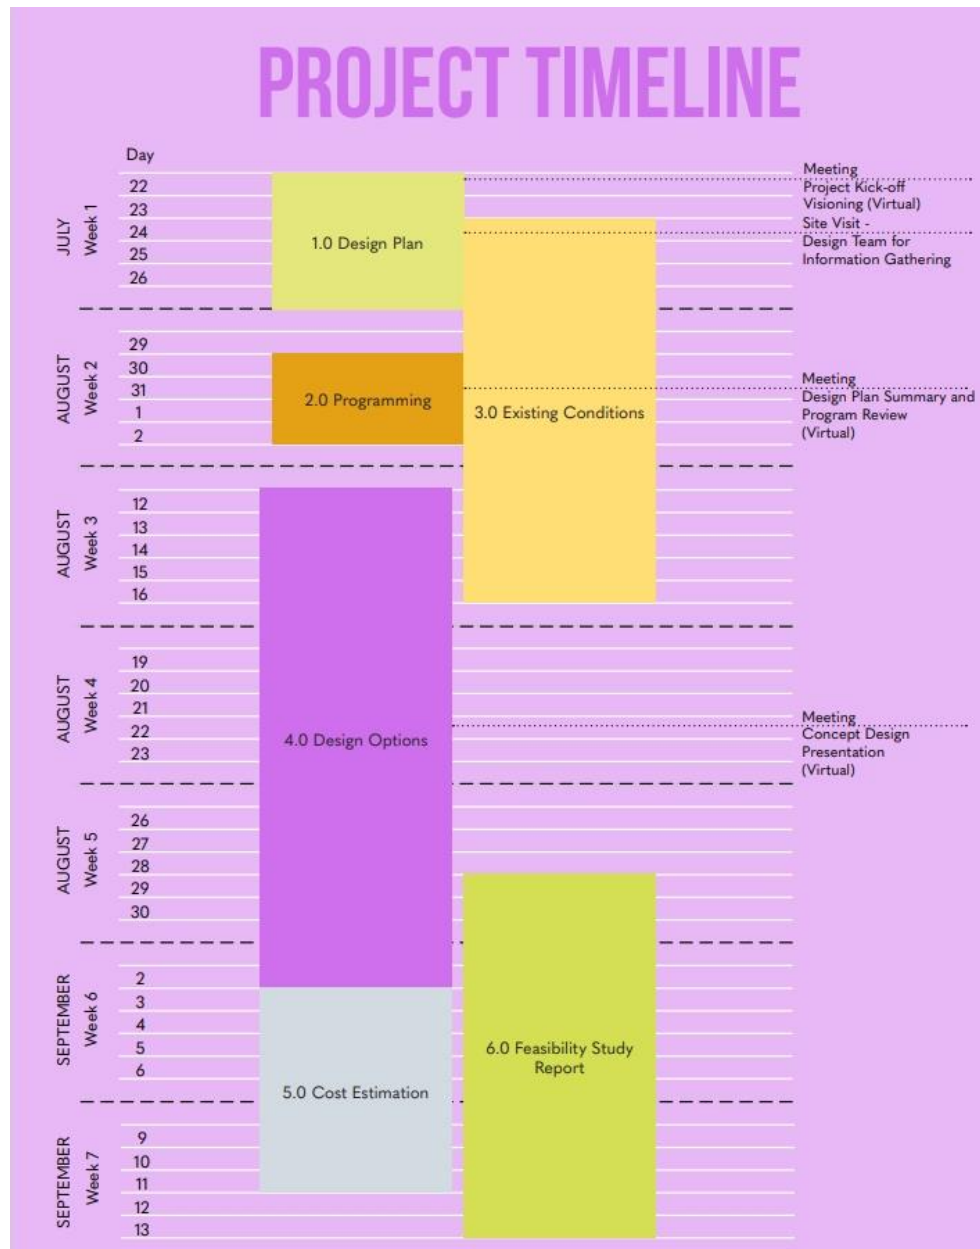 PROJECT TIMELINE
Day
JULY
Week 1
22
23
24
25
26
1.0 Design Plan
Meeting
Project Kick-off
Visioning (Virtual)
Site Visit -
Design Team for
Information Gathering
AUGUST
Week 2
29
30
31
1
2
2.0 Programming
3.0 Existing Conditions
Meeting
Design Plan Summary and
Program Review
(Virtual)
AUGUST
Week 3
12
13
14
15
16
AUGUST
Week 4
19
20
21
22
23
4.0 Design Options
Meeting
Concept Design
Presentation
(Virtual)
AUGUST
Week 5
26
27
28
29
30
SEPTEMBER
Week 6
2
3
4
5
6
5.0 Cost Estimation
6.0 Feasibility Study
Report
SEPTEMBER
Week 7
9
10
11
12
13